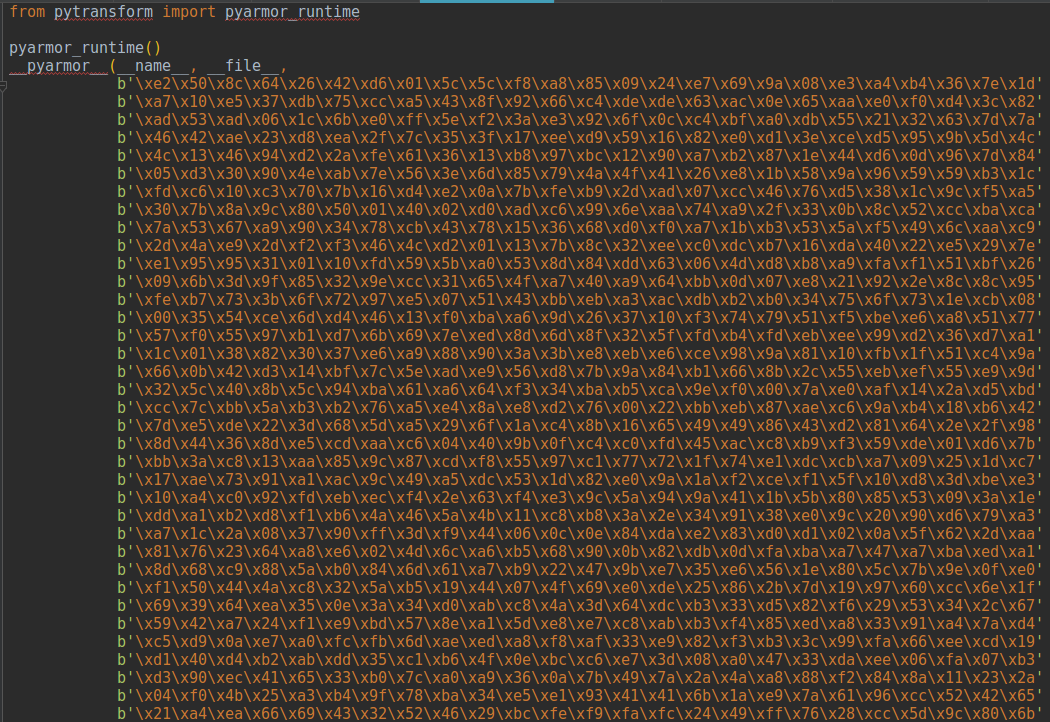 from pytransform import pyarmor_runtime
pyarmor_runtime()
__pyarmor__(__name__, __file__,
b'\xe2\x50\x8c\x64\x26\x42\xd6\x01\x5c\x5c\xf8\xa8\x85\x09\x24\xe7\x69\x9a\x08\xe3\xa4\xb4\x36\x7e\x1d'
b'\xa7\x10\xe5\x37\xdb\x75\xcc\xa5\x43\x8f\x92\x66\xc4\xde\xde\x63\xac\x0e\x65\xaa\xe0\xf0\xd4\x3c\x82'
b'\xad\x53\xad\x06\x1c\x6b\xe0\xff\x5e\xf2\x3a\xe3\x92\x6f\x0c\xc4\xbf\xa0\xdb\x55\x21\x32\x63\x7d\x7a'
b'\x46\x42\xae\x23\xd8\xea\x2f\x7c\x35\x3f\x17\xee\xd9\x59\x16\x82\xe0\xd1\x3e\xce\xd5\x95\x9b\x5d\x4c'
b'\x4c\x13\x46\x94\xd2\x2a\xfe\x61\x36\x13\xb8\x97\xbc\x12\x90\xa7\xb2\x87\x1e\x44\xd6\x0d\x96\x7d\x84'
b'\x05\xd3\x30\x90\x4e\xab\x7e\x56\x3e\x6d\x85\x79\x4a\x4f\x41\x26\xe8\x1b\x58\x9a\x96\x59\x59\xb3\x1c'
b'\xfd\xc6\x10\xc3\x70\x7b\x16\xd4\xe2\x0a\x7b\xfe\xb9\x2d\xad\x07\xcc\x46\x76\xd5\x38\x1c\x9c\xf5\xa5'
b'\x30\x7b\x8a\x9c\x80\x50\x01\x40\x02\xd0\xad\xc6\x99\x6e\xaa\x74\xa9\x2f\x33\x0b\x8c\x52\xcc\xba\xca'
b'\x7a\x53\x67\xa9\x90\x34\x78\xcb\x43\x78\x15\x36\x68\xd0\xf0\xa7\x1b\xb3\x53\x5a\xf5\x49\x6c\xaa\xc9'
b'\x2d\x4a\xe9\x2d\xf2\xf3\x46\x4c\xd2\x01\x13\x7b\x8c\x32\xee\xc0\xdc\xb7\x16\xda\x40\x22\xe5\x29\x7e'
b'\xe1\x95\x95\x31\x01\x10\xfd\x59\x5b\xa0\x53\x8d\x84\xdd\x63\x06\x4d\xd8\xb8\xa9\xfa\xf1\x51\xbf\x26'
b'\x09\x6b\x3d\x9f\x85\x32\x9e\xcc\x31\x65\x4f\xa7\x40\xa9\x64\xbb\x0d\x07\xe8\x21\x92\x2e\x8c\x8c\x95'
b'\xfe\xb7\x73\x3b\x6f\x72\x97\xe5\x07\x51\x43\xbb\xeb\xa3\xac\xdb\xb2\xb0\x34\x75\x6f\x73\x1e\xcb\x08'
b'\x00\x35\x54\xce\x6d\xd4\x46\x13\xf0\xba\xa6\x9d\x26\x37\x10\xf3\x74\x79\x51\xf5\xbe\xe6\xa8\x51\x77'
b'\x57\xf0\x55\x97\xb1\xd7\x6b\x69\x7e\xed\x8d\x6d\x8f\x32\x5f\xfd\xb4\xfd\xeb\xee\x99\xd2\x36\xd7\xa1'
b'\x1c\x01\x38\x82\x30\x37\xe6\xa9\x88\x90\x3a\x3b\xe8\xeb\xe6\xce\x98\x9a\x81\x10\xfb\x1f\x51\xc4\x9a'
b'\x66\x0b\x42\xd3\x14\xbf\x7c\x5e\xad\xe9\x56\xd8\x7b\x9a\x84\xb1\x66\x8b\x2c\x55\xeb\xef\x55\xe9\x9d'
b'\x32\x5c\x40\x8b\x5c\x94\xba\x61\xa6\x64\xf3\x34\xba\xb5\xca\x9e\xf0\x00\x7a\xe0\xaf\x14\x2a\xd5\xbd'
b'\xcc\x7c\xbb\x5a\xb3\xb2\x76\xa5\xe4\x8a\xe8\xd2\x76\x00\x22\xbb\xeb\x87\xae\xc6\x9a\xb4\x18\xb6\x42'
b'\x7d\xe5\xde\x22\x3d\x68\x5d\xa5\x29\x6f\x1a\xc4\x8b\x16\x65\x49\x49\x86\x43\xd2\x81\x64\x2e\x2f\x98'
b'\x8d\x44\x36\x8d\xe5\xcd\xaa\xc6\x04\x40\x9b\x0f\xc4\xc0\xfd\x45\xac\xc8\xb9\xf3\x59\xde\x01\xd6\x7b'
b'\xbb\x3a\xc8\x13\xaa\x85\x9c\x87\xcd\xf8\x55\x97\xc1\x77\x72\x1f\x74\xe1\xdc\xcb\xa7\x09\x25\x1d\xc7'
b'\x17\xae\x73\x91\xa1\xac\x9c\x49\xa5\xdc\x53\x1d\x82\xe0\x9a\x1a\xf2\xce\xf1\x5f\x10\xd8\x3d\xbe\xe3'
b'\x10\xa4\xc0\x92\xfd\xeb\xec\xf4\x2e\x63\xf4\xe3\x9c\x5a\x94\x9a\x41\x1b\x5b\x80\x85\x53\x09\x3a\x1e'
b'\xdd\xa1\xb2\xd8\xf1\xb6\x4a\x46\x5a\x4b\x11\xc8\xb8\x3a\x2e\x34\x91\x38\xe0\x9c\x20\x90\xd6\x79\xa3'
b'\xa7\x1c\x2a\x08\x37\x90\xff\x3d\xf9\x44\x06\x0c\x0e\x84\xda\xe2\x83\xd0\xd1\x02\x0a\x5f\x62\x2d\xaa'
b'\x81\x76\x23\x64\xa8\xe6\x02\x4d\x6c\xa6\xb5\x68\x90\x0b\x82\xdb\x0d\xfa\xba\xa7\x47\xa7\xba\xed\xa1'
b'\x8d\x68\xc9\x88\x5a\xb0\x84\x6d\x61\xa7\xb9\x22\x47\x9b\xe7\x35\xe6\x56\x1e\x80\x5c\x7b\x9e\x0f\xe0'
b'\xf1\x50\x44\x4a\xc8\x32\x5a\xb5\x19\x44\x07\x4f\x69\xe0\xde\x25\x86\x2b\x7d\x19\x97\x60\xcc\x6e\x1f'
b'\x69\x39\x64\xea\x35\x0e\x3a\x34\xd0\xab\xc8\x4a\x3d\x64\xdc\xb3\x33\xd5\x82\xf6\x29\x53\x34\x2c\x67'
b'\x59\x42\xa7\x24\xf1\xe9\xbd\x57\x8e\xa1\x5d\xe8\xe7\xc8\xab\xb3\xf4\x85\xed\xa8\x33\x91\xa4\x7a\xd4'
b'\xc5\xd9\x0a\xe7\xa0\xfc\xfb\x6d\xae\xed\xa8\xf8\xaf\x33\xe9\x82\xf3\xb3\x3c\x99\xfa\x66\xee\xcd\x19'
b'\xd1\x40\xd4\xb2\xab\xdd\x35\xc1\xb6\x4f\x0e\xbc\xc6\xe7\x3d\x08\xa0\x47\x33\xda\xee\x06\xfa\x07\xb3'
b'\xd3\x90\xec\x41\x65\x33\xb0\x7c\xa0\xa9\x36\x0a\x7b\x49\x7a\x2a\x4a\xa8\x88\xf2\x84\x8a\x11\x23\x2a'
b'\x04\xf0\x4b\x25\xa3\xb4\x9f\x78\xba\x34\xe5\xe1\x93\x41\x41\x6b\x1a\xe9\x7a\x61\x96\xcc\x52\x42\x65'
b'\x21\xa4\xea\x66\x69\x43\x32\x52\x46\x29\xbc\xfe\xf9\xfa\xfc\x24\x49\xff\x76\x28\xcc\x5d\x9c\x80\x6b'